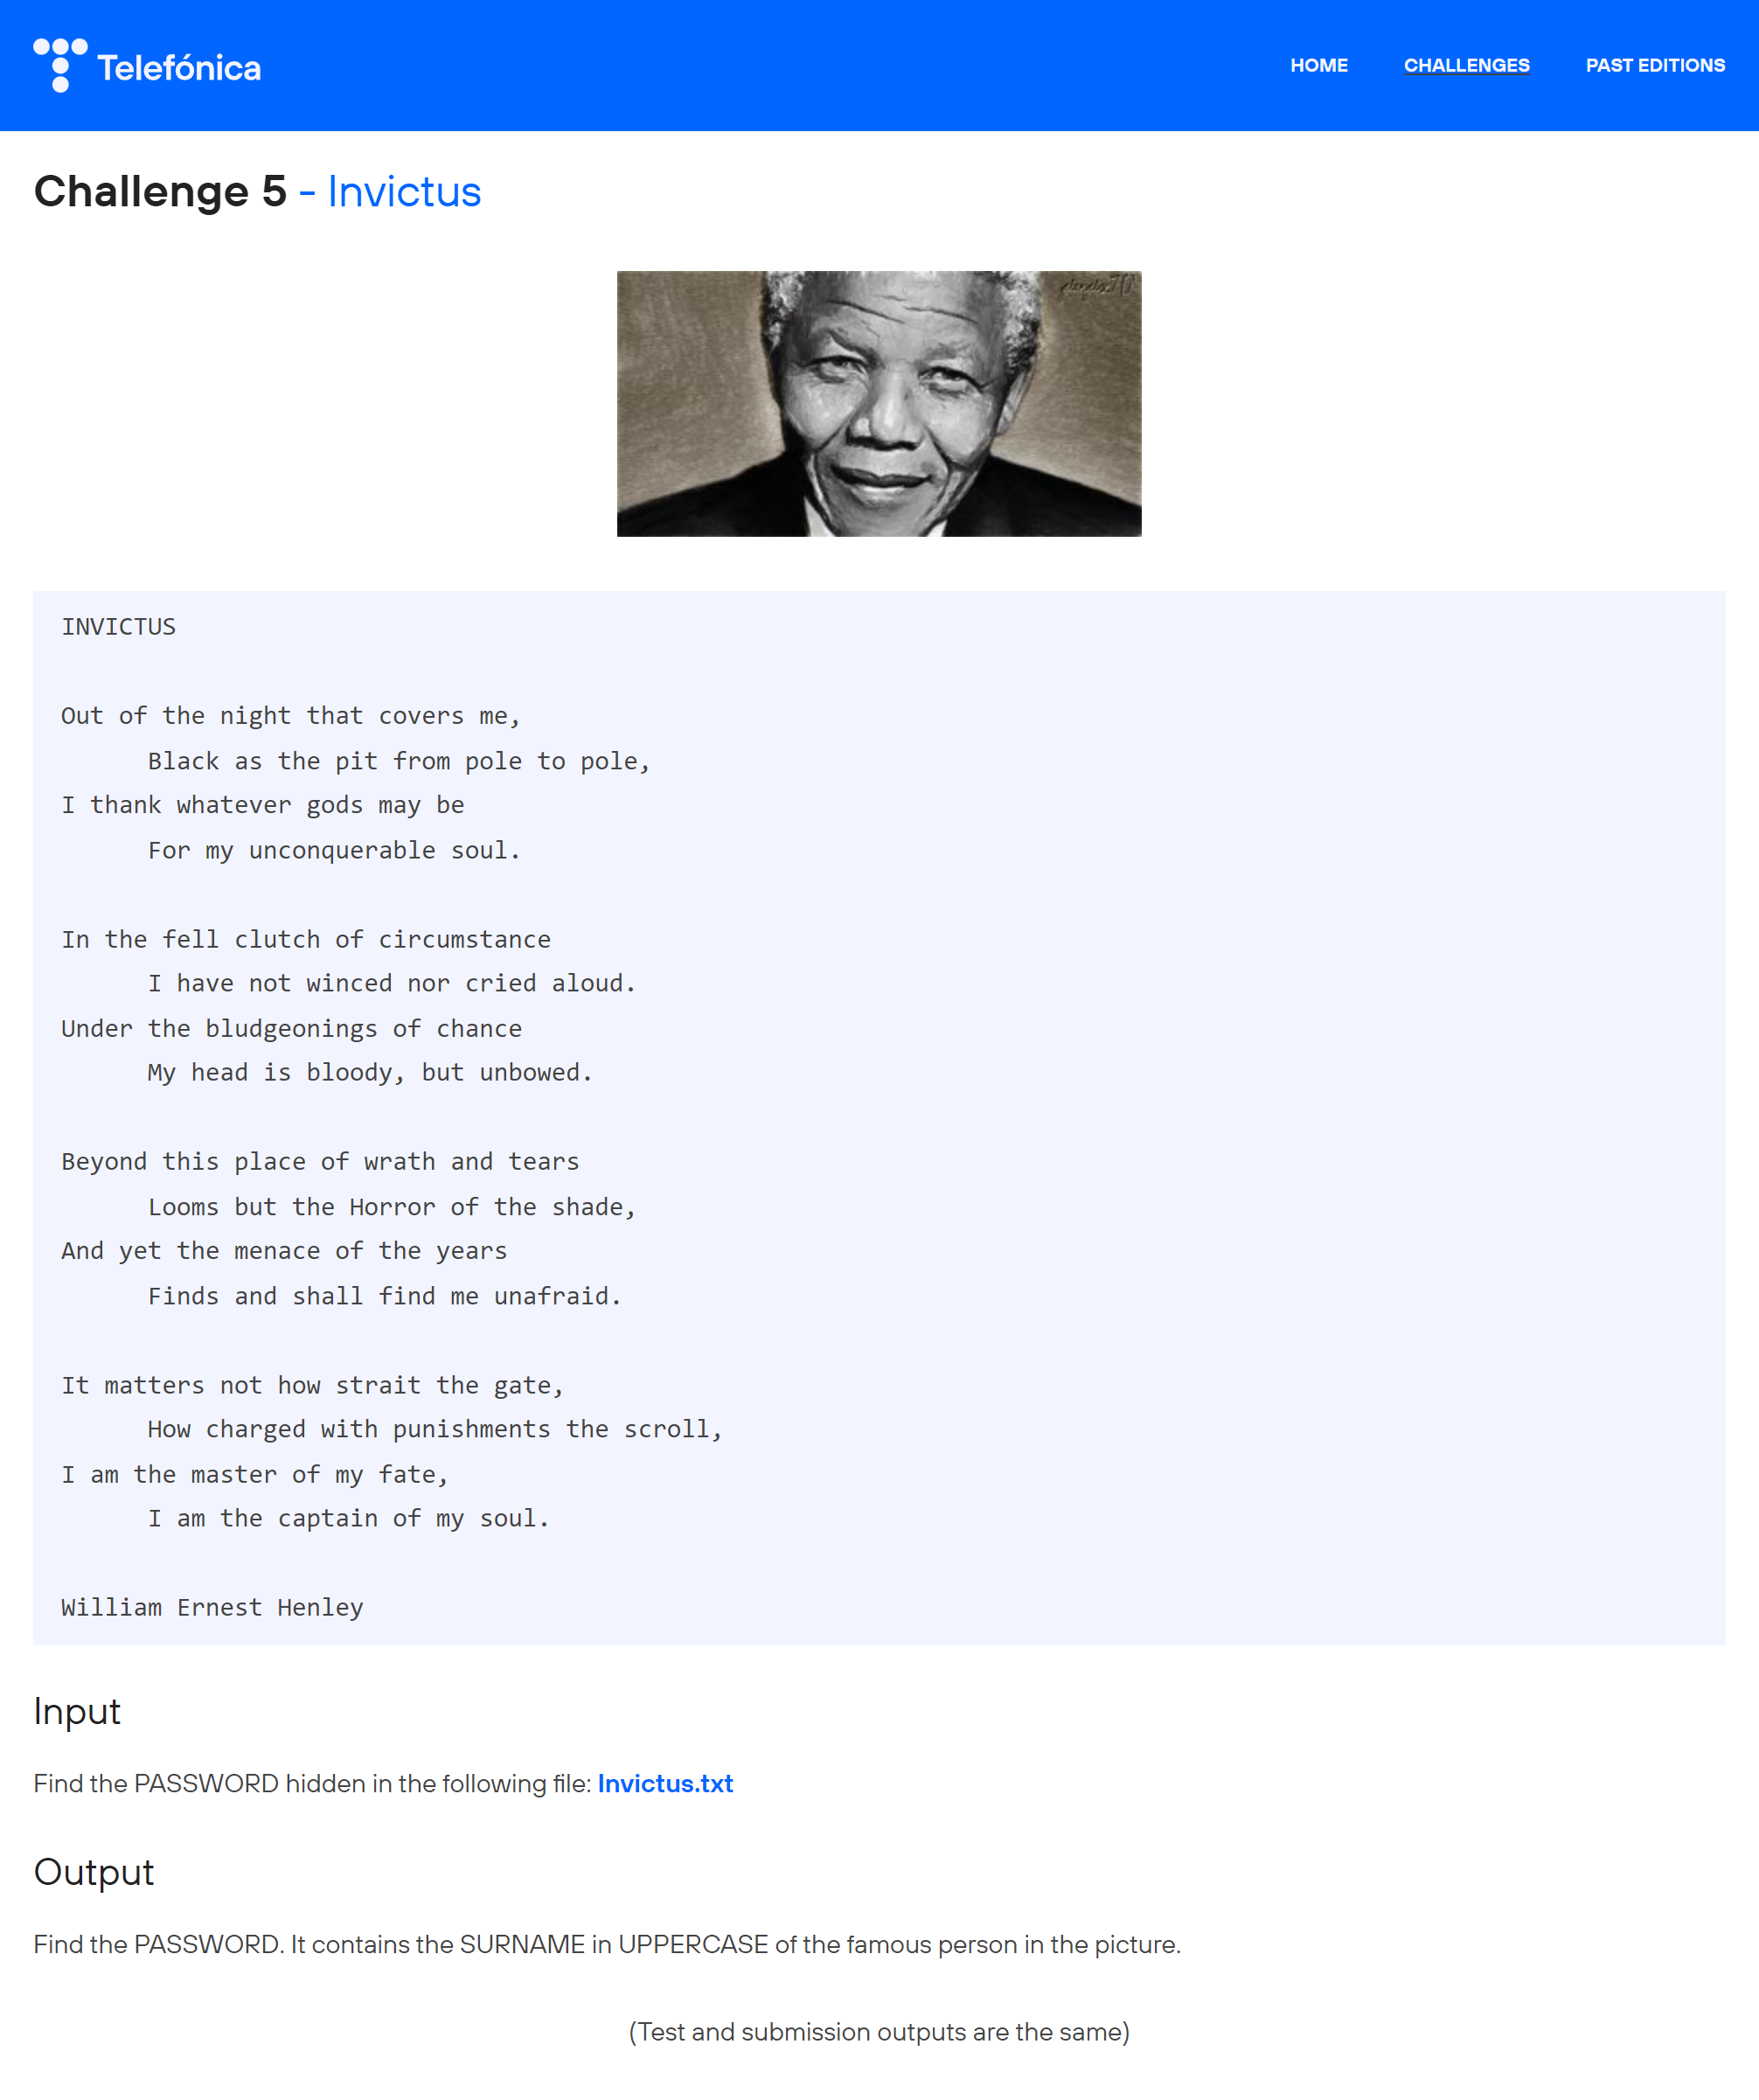 Telefónica
HOME CHALLENGES PAST EDITIONS
Challenge 5 - Invictus
INVICTUS
Out of the night that covers me,
Black as the pit from pole to pole,
I thank whatever gods may be
For my unconquerable soul.
In the fell clutch of circumstance
I have not winced nor cried aloud.
Under the bludgeonings of chance
My head is bloody, but unbowed.
Beyond this place of wrath and tears
Looms but the Horror of the shade,
And yet the menace of the years
Finds and shall find me unafraid.
It matters not how strait the gate,
How charged with punishments the scroll,
I am the master of my fate,
I am the captain of my soul.
William Ernest Henley
Input
Find the PASSWORD hidden in the following file: Invictus.txt
Output
Find the PASSWORD. It contains the SURNAME in UPPERCASE of the famous person in the picture.
(Test and submission outputs are the same)